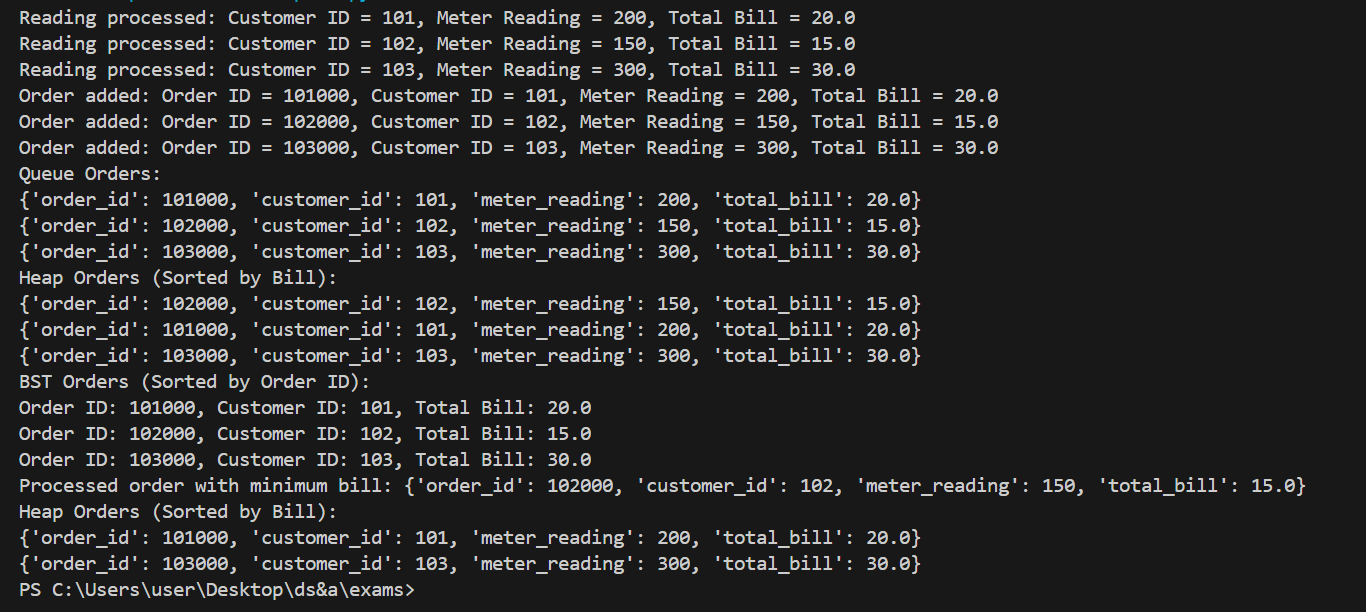 Reading processed: Customer ID = 101, Meter Reading = 200, Total Bill = 20.0
Reading processed: Customer ID = 102, Meter Reading = 150, Total Bill = 15.0
Reading processed: Customer ID = 103, Meter Reading = 300, Total Bill = 30.0
Order added: Order ID = 101000, Customer ID = 101, Meter Reading = 200, Total Bill = 20.0
Order added: Order ID = 102000, Customer ID = 102, Meter Reading = 150, Total Bill = 15.0
Order added: Order ID = 103000, Customer ID = 103, Meter Reading = 300, Total Bill = 30.0
Queue Orders:
{'order_id': 101000, 'customer_id': 101, 'meter_reading': 200, 'total_bill': 20.0}
{'order_id': 102000, 'customer_id': 102, 'meter_reading': 150, 'total_bill': 15.0}
{'order_id': 103000, 'customer_id': 103, 'meter_reading': 300, 'total_bill': 30.0}
Heap Orders (Sorted by Bill):
{'order_id': 102000, 'customer_id': 102, 'meter_reading': 150, 'total_bill': 15.0}
{'order_id': 101000, 'customer_id': 101, 'meter_reading': 200, 'total_bill': 20.0}
{'order_id': 103000, 'customer_id': 103, 'meter_reading': 300, 'total_bill': 30.0}
BST Orders (Sorted by Order ID):
Order ID: 101000, Customer ID: 101, Total Bill: 20.0
Order ID: 102000, Customer ID: 102, Total Bill: 15.0
Order ID: 103000, Customer ID: 103, Total Bill: 30.0
Processed order with minimum bill: {'order_id': 102000, 'customer_id': 102, 'meter_reading': 150, 'total_bill': 15.0}
Heap Orders (Sorted by Bill):
{'order_id': 101000, 'customer_id': 101, 'meter_reading': 200, 'total_bill': 20.0}
{'order_id': 103000, 'customer_id': 103, 'meter_reading': 300, 'total_bill': 30.0}
PS C:\Users\user\Desktop\ds&a\exams>